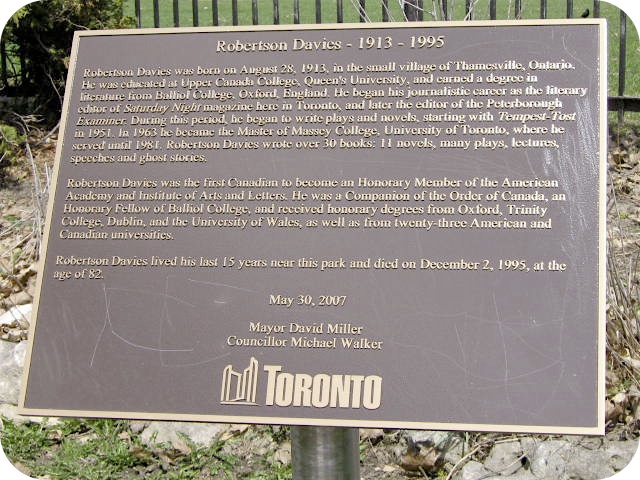 Robertson Davies - 1913 - 1995
Robertson Davies was born on August 28, 1913, in the small village of Thamesville, Ontario.
He was educated at Upper Canada College, Queen's University, and earned a degree in
literature from Balliol College, Oxford, England. He began his journalistic career as the literary
editor of Saturday Night magazine here in Toronto, and later the editor of the Peterborough
Examiner. During this period, he began to write plays and novels, starting with Tempest-Tost
in 1951. In 1963 he became the Master of Massey College, University of Toronto, where he
served until 1981. Robertson Davies wrote over 30 books: 11 novels, many plays, lectures,
speeches and ghost stories.
Robertson Davies was the first Canadian to become an Honorary Member of the American
Academy and Institute of Arts and Letters. He was a Companion of the Order of Canada, an
Honorary Fellow of Balliol College, and received honorary degrees from Oxford, Trinity
College, Dublin, and the University of Wales, as well as from twenty-three American and
Canadian universities.
Robertson Davies lived his last 15 years near this park and died on December 2, 1995, at the
age of 82.
May 30, 2007
Mayor David Miller
Councillor Michael Walker
TORONTO